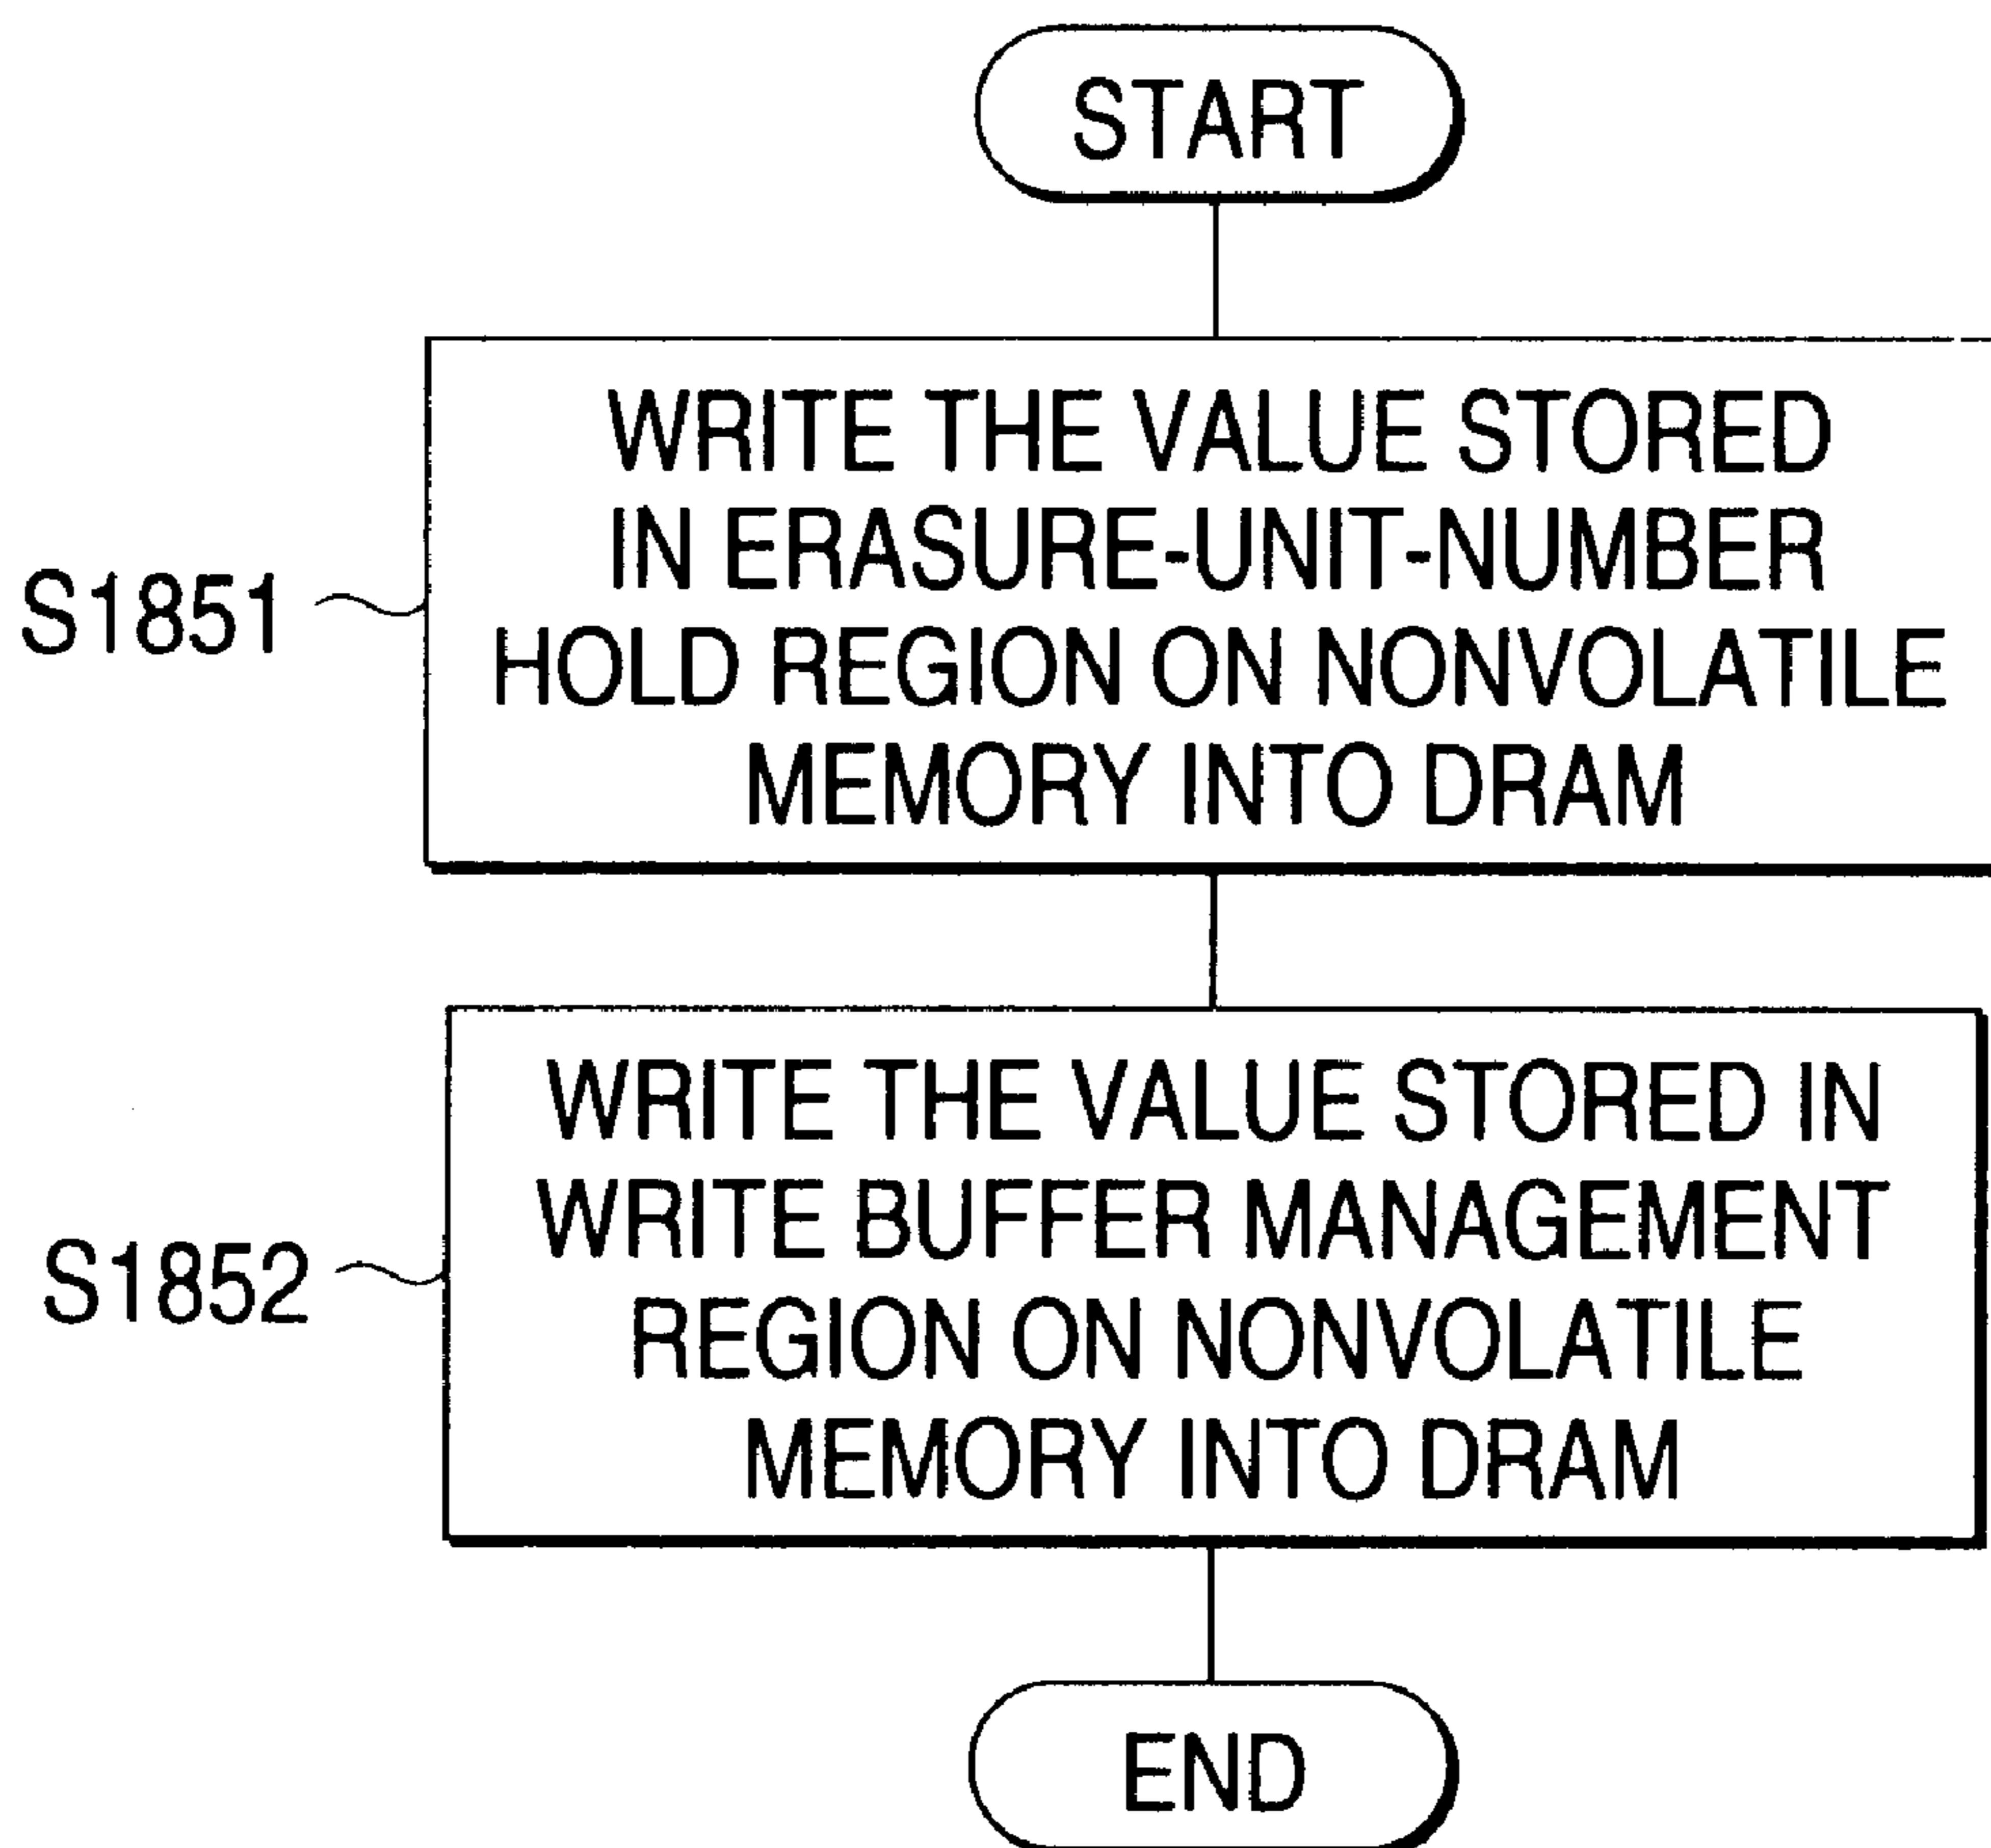 START
WRITE THE VALUE STORED
IN ERASURE-UNIT-NUMBER
HOLD REGION ON NONVOLATILE
MEMORY INTO DRAM
S1851
WRITE THE VALUE STORED IN
WRITE BUFFER MANAGEMENT
REGION ON NONVOLATILE
MEMORY INTO DRAM
S1852
END